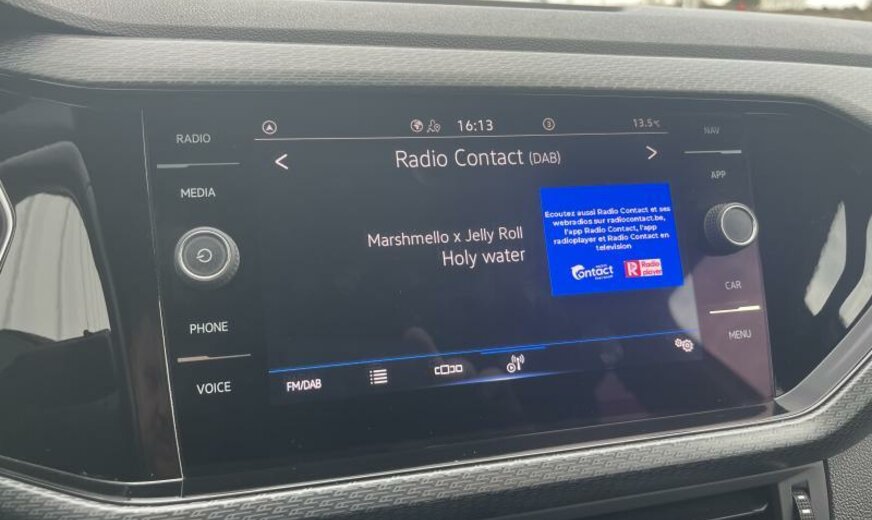 RADIO
MEDIA
PHONE
VOICE
16:13
3
13.5°C
Radio Contact (DAB)
Marshmello x Jelly Roll
Holy water
Ecoutez aussi Radio Contact et ses
webradios sur radiocontact.be,
l'app Radio Contact, l'app
radioplayer et Radio Contact en
télévision
Contact
Radio
player
FM/DAB
NAV
APP
CAR
MENU